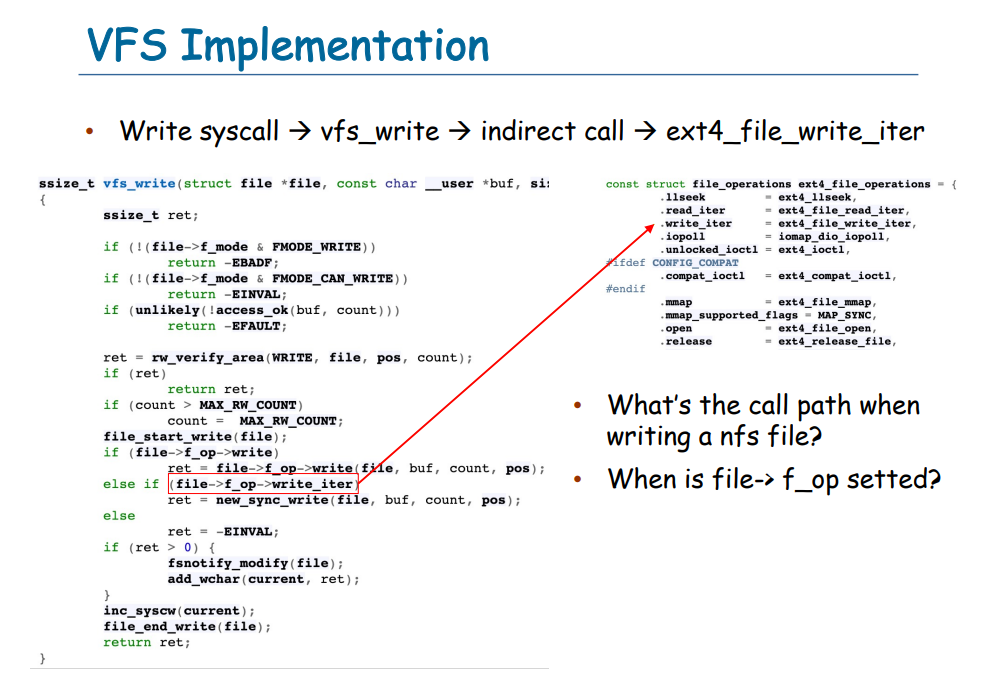 VFS Implementation
• Write syscall → vfs_write → indirect call → ext4_file_write_iter
ssize_t vfs_write(struct file *file, const char __user *buf, si
{
ssize_t ret;
if (!(file->f_mode & FMODE_WRITE))
return -EBADF;
if (!(file->f_mode & FMODE_CAN_WRITE))
return -EINVAL;
if (unlikely(!access_ok(buf, count)))
return -EFAULT;
ret = rw_verify_area(WRITE, file, pos, count);
if (ret)
return ret;
if (count > MAX_RW_COUNT)
count =  MAX_RW_COUNT;
file_start_write(file);
if (file->f_op->write)
ret = file->f_op->write(file, buf, count, pos);
else if (file->f_op->write_iter)
ret = new_sync_write(file, buf, count, pos);
else
ret = -EINVAL;
if (ret > 0) {
fsnotify_modify(file);
add_wchar(current, ret);
}
inc_syscw(current);
file_end_write(file);
return ret;
}
const struct file_operations ext4_file_operations = {
.llseek = ext4_llseek,
.read_iter = ext4_file_read_iter,
.write_iter = ext4_file_write_iter,
.iopoll = iomap_dio_iopoll,
.unlocked_ioctl = ext4_ioctl,
#ifdef CONFIG_COMPAT
.compat_ioctl = ext4_compat_ioctl,
#endif
.mmap = ext4_file_mmap,
.mmap_supported_flags = MAP_SYNC,
.open = ext4_file_open,
.release = ext4_release_file,
• What's the call path when
writing a nfs file?
• When is file-> f_op setted?